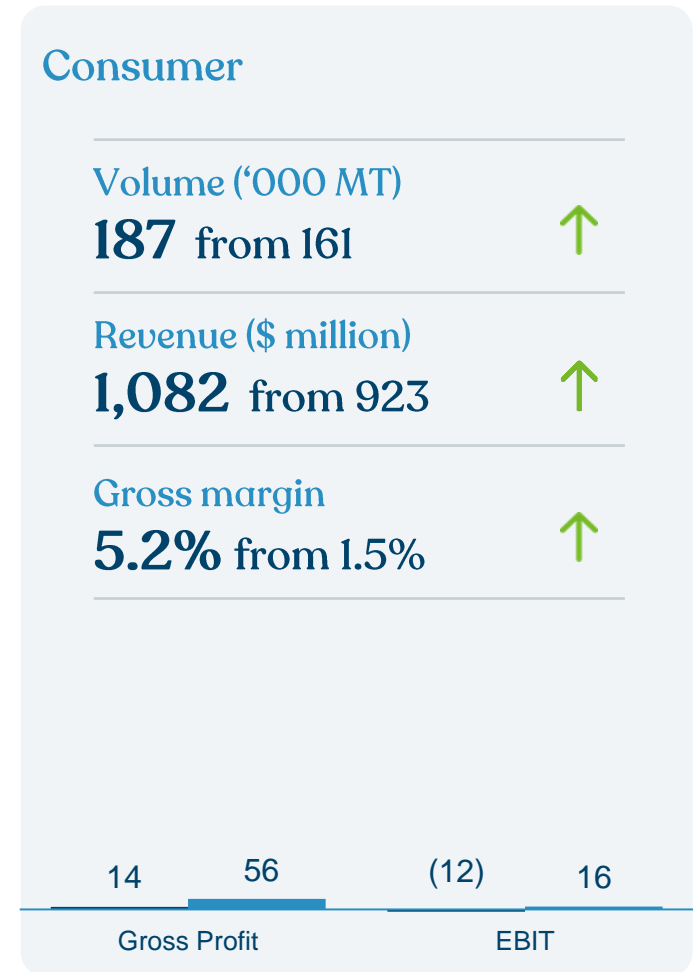 Consumer
Volume (‘000 MT)
187 from 161
Revenue ($ million)
1,082 from 923
Gross margin
5.2% from 1.5%
14 56 (12) 16
Gross Profit EBIT